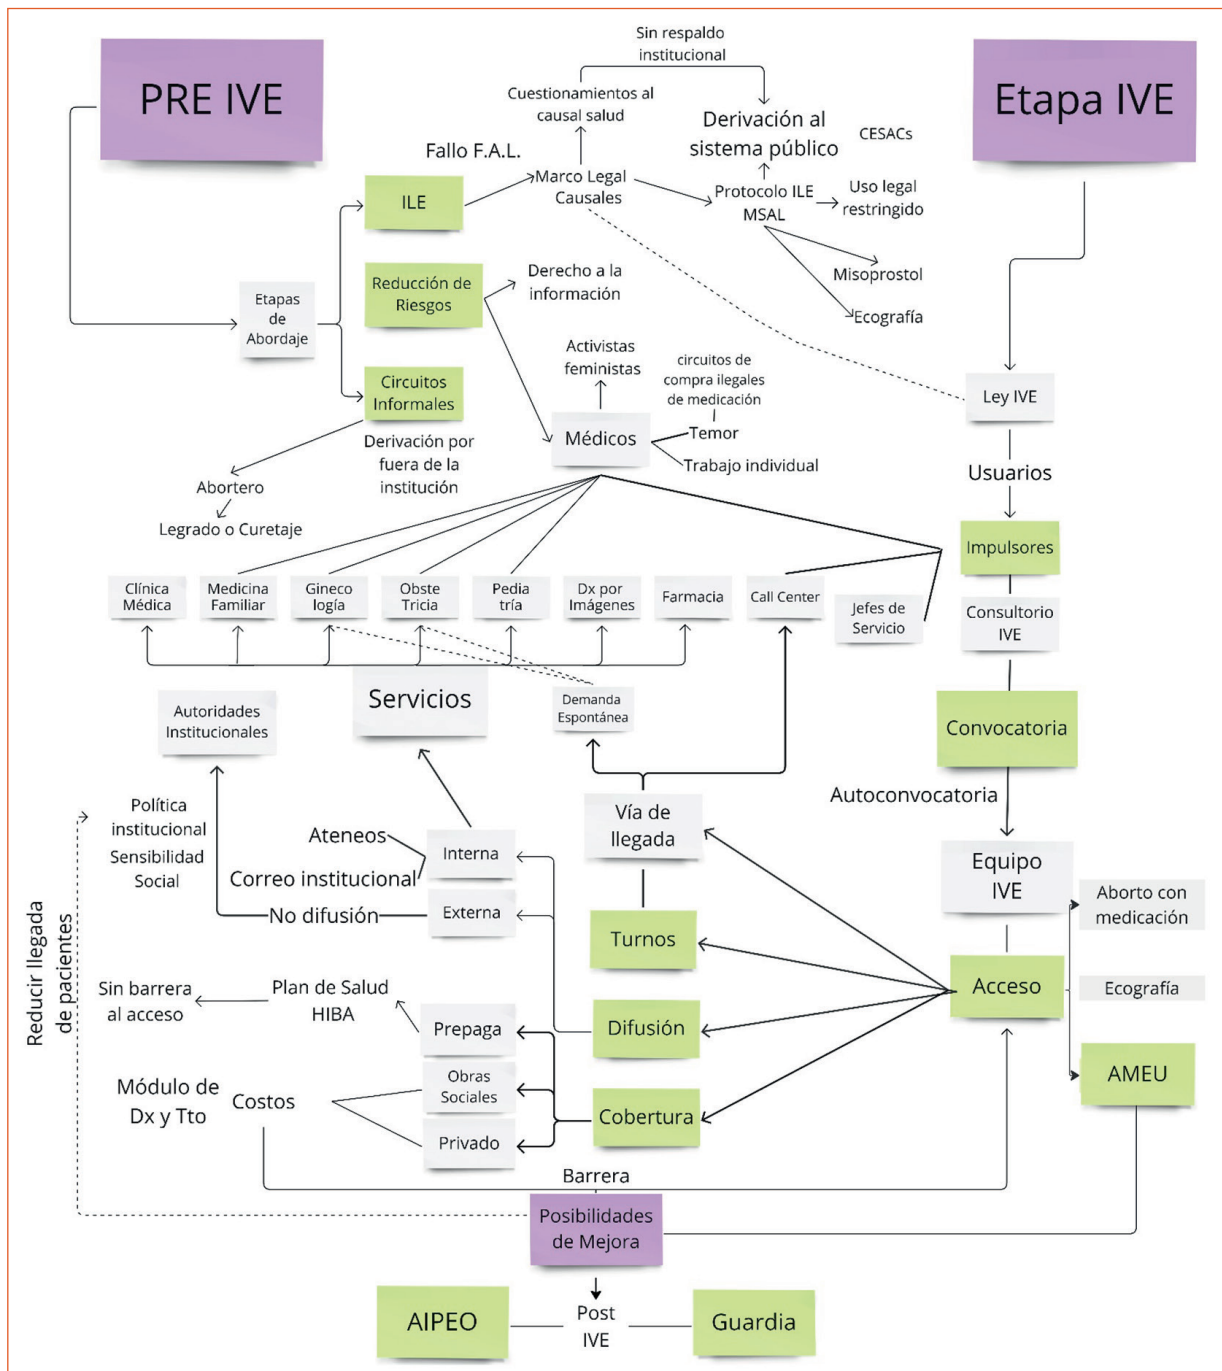 PRE IVE
Sin respaldo
institucional
Etapa IVE
Cuestionamientos al
causal salud
Derivación al
sistema público
CESACs
Fallo F.A.L.
ILE
Marco Legal
Causales
Protocolo ILE
MSAL
Uso legal
restringido
Misoprostol
Ecografía
Reducción de
Riesgos
Derecho a la
información
Etapas
de
Abordaje
Circuitos
Informales
Activistas
feministas
circuitos de
compra ilegales
de medicación
Médicos
Temor
Trabajo individual
Ley IVE
Derivación por
fuera de la
institución
Abortero
Legrado o Curetaje
Usuarios
Impulsores
Clínica
Médica
Medicina
Familiar
Gineco
logía
Obste
Tricia
Pedia
tría
Dx por
Imágenes
Farmacia
Call Center
Jefes de
Servicio
Consultorio
IVE
Autoridades
Institucionales
Servicios
Demanda
Espontánea
Convocatoria
Autoconvocatoria
Política
institucional
Sensibilidad
Social
Ateneos
Correo institucional
Interna
Vía de
llegada
Equipo
IVE
No difusión
Externa
Turnos
Aborto con
medicación
Reducir llegada
de pacientes
Sin barrera
al acceso
Plan de Salud
HIBA
Prepaga
Difusión
Acceso
Ecografía
Módulo de
Dx y Tto
Costos
Obras
Sociales
Privado
Cobertura
AMEU
Barrera
Posibilidades
de Mejora
AIPEO
Post
IVE
Guardia